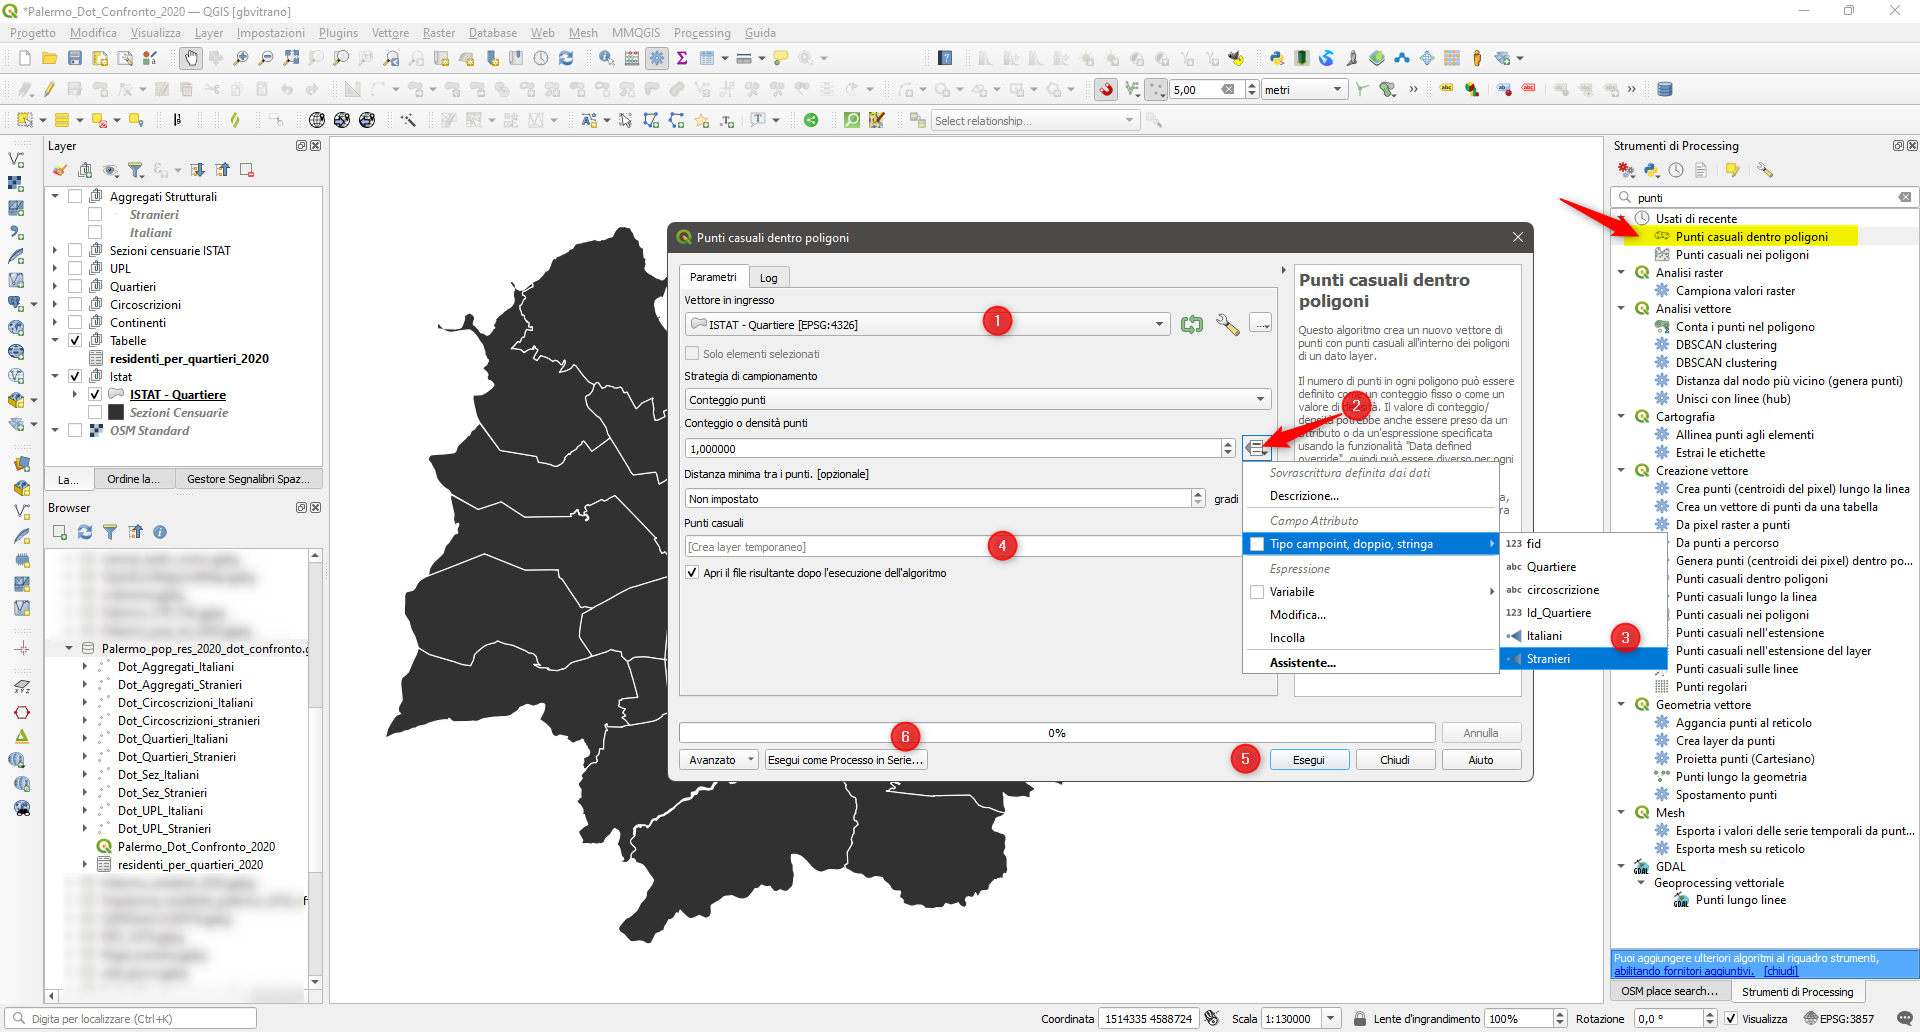 *Palermo_Dot_Confronto_2020 — QGIS [gbvitrano]
Progetto Modifica Visualizza Layer Impostazioni Plugins Vettore Raster Database Web Mesh MMQGIS Processing Guida
5,00 metri
Select relationship...
Layer
Aggregati Strutturali
Stranieri
Italiani
Sezioni censuarie ISTAT
UPL
Quartieri
Circoscrizioni
Continenti
Tabelle
residenti_per_quartieri_2020
Istat
ISTAT - Quartiere
Sezioni Censuarie
OSM Standard
La... Ordine la... Gestore Segnalibri Spaz...
Browser
Palermo_pop_res_2020_dot_confronto.g
Dot_Aggregati_Italiani
Dot_Aggregati_Stranieri
Dot_Circoscrizioni_Italiani
Dot_Circoscrizioni_stranieri
Dot_Quartieri_Italiani
Dot_Quartieri_Stranieri
Dot_Sez_Italiani
Dot_Sez_Stranieri
Dot_UPL_Italiani
Dot_UPL_Stranieri
Palermo_Dot_Confronto_2020
residenti_per_quartieri_2020
Punti casuali dentro poligoni
Parametri Log
Vettore in ingresso
ISTAT - Quartiere [EPSG:4326]
1
...
Solo elementi selezionati
Strategia di campionamento
Conteggio punti
Conteggio o densità punti
1,000000
2
Distanza minima tra i punti. [opzionale]
Non impostato gradi
Punti casuali
[Crea layer temporaneo]
4
Apri il file risultante dopo l'esecuzione dell'algoritmo
Punti casuali dentro
poligoni
Questo algoritmo crea un nuovo vettore di
punti con punti casuali all'interno dei poligoni
di un dato layer.
Il numero di punti in ogni poligono può essere
definito come un conteggio fisso o come un
valore di densità. Il valore di conteggio/
densità potrebbe anche essere preso da un
attributo o da un'espressione specificata
usando la funzionalità "Data defined
override", quindi può essere diverso per ogni
Sovrascrittura definita dai dati
Descrizione...
Campo Attributo
Tipo campoint, doppio, stringa
Espressione
Variabile
Modifica...
Incolla
Assistente...
123 fid
abc Quartiere
abc circoscrizione
123 Id_Quartiere
Italiani
3
Stranieri
0%
6
Annulla
Avanzato Esegui come Processo in Serie...
5
Esegui Chiudi Aiuto
Strumenti di Processing
punti
Usati di recente
Punti casuali dentro poligoni
Punti casuali nei poligoni
Analisi raster
Campiona valori raster
Analisi vettore
Conta i punti nel poligono
DBSCAN clustering
DBSCAN clustering
Distanza dal nodo più vicino (genera punti)
Unisci con linee (hub)
Cartografia
Allinea punti agli elementi
Estrai le etichette
Creazione vettore
Crea punti (centroidi del pixel) lungo la linea
Crea un vettore di punti da una tabella
Da pixel raster a punti
Da punti a percorso
Genera punti (centroidi dei pixel) dentro po...
Punti casuali dentro poligoni
Punti casuali lungo la linea
Punti casuali nei poligoni
Punti casuali nell'estensione
Punti casuali nell'estensione del layer
Punti casuali sulle linee
Punti regolari
Geometria vettore
Aggancia punti al reticolo
Crea layer da punti
Proietta punti (Cartesiano)
Punti lungo la geometria
Spostamento punti
Mesh
Esporta i valori delle serie temporali da punt...
Esporta mesh su reticolo
GDAL
Geoprocessing vettoriale
Punti lungo linee
Puoi aggiungere ulteriori algoritmi al riquadro strumenti,
abilitando fornitori aggiuntivi. [chiudi]
OSM place search... Strumenti di Processing
Digita per localizzare (Ctrl+K)
Coordinata 1514335 4588724 Scala 1:130000 Lente d'ingrandimento 100% Rotazione 0,0 ° Visualizza EPSG:3857